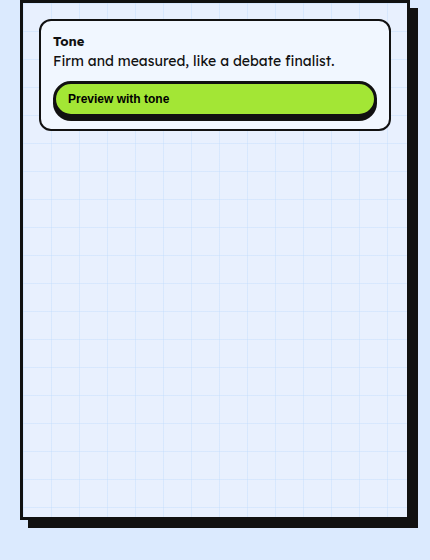 Tone
Firm and measured, like a debate finalist.
Preview with tone